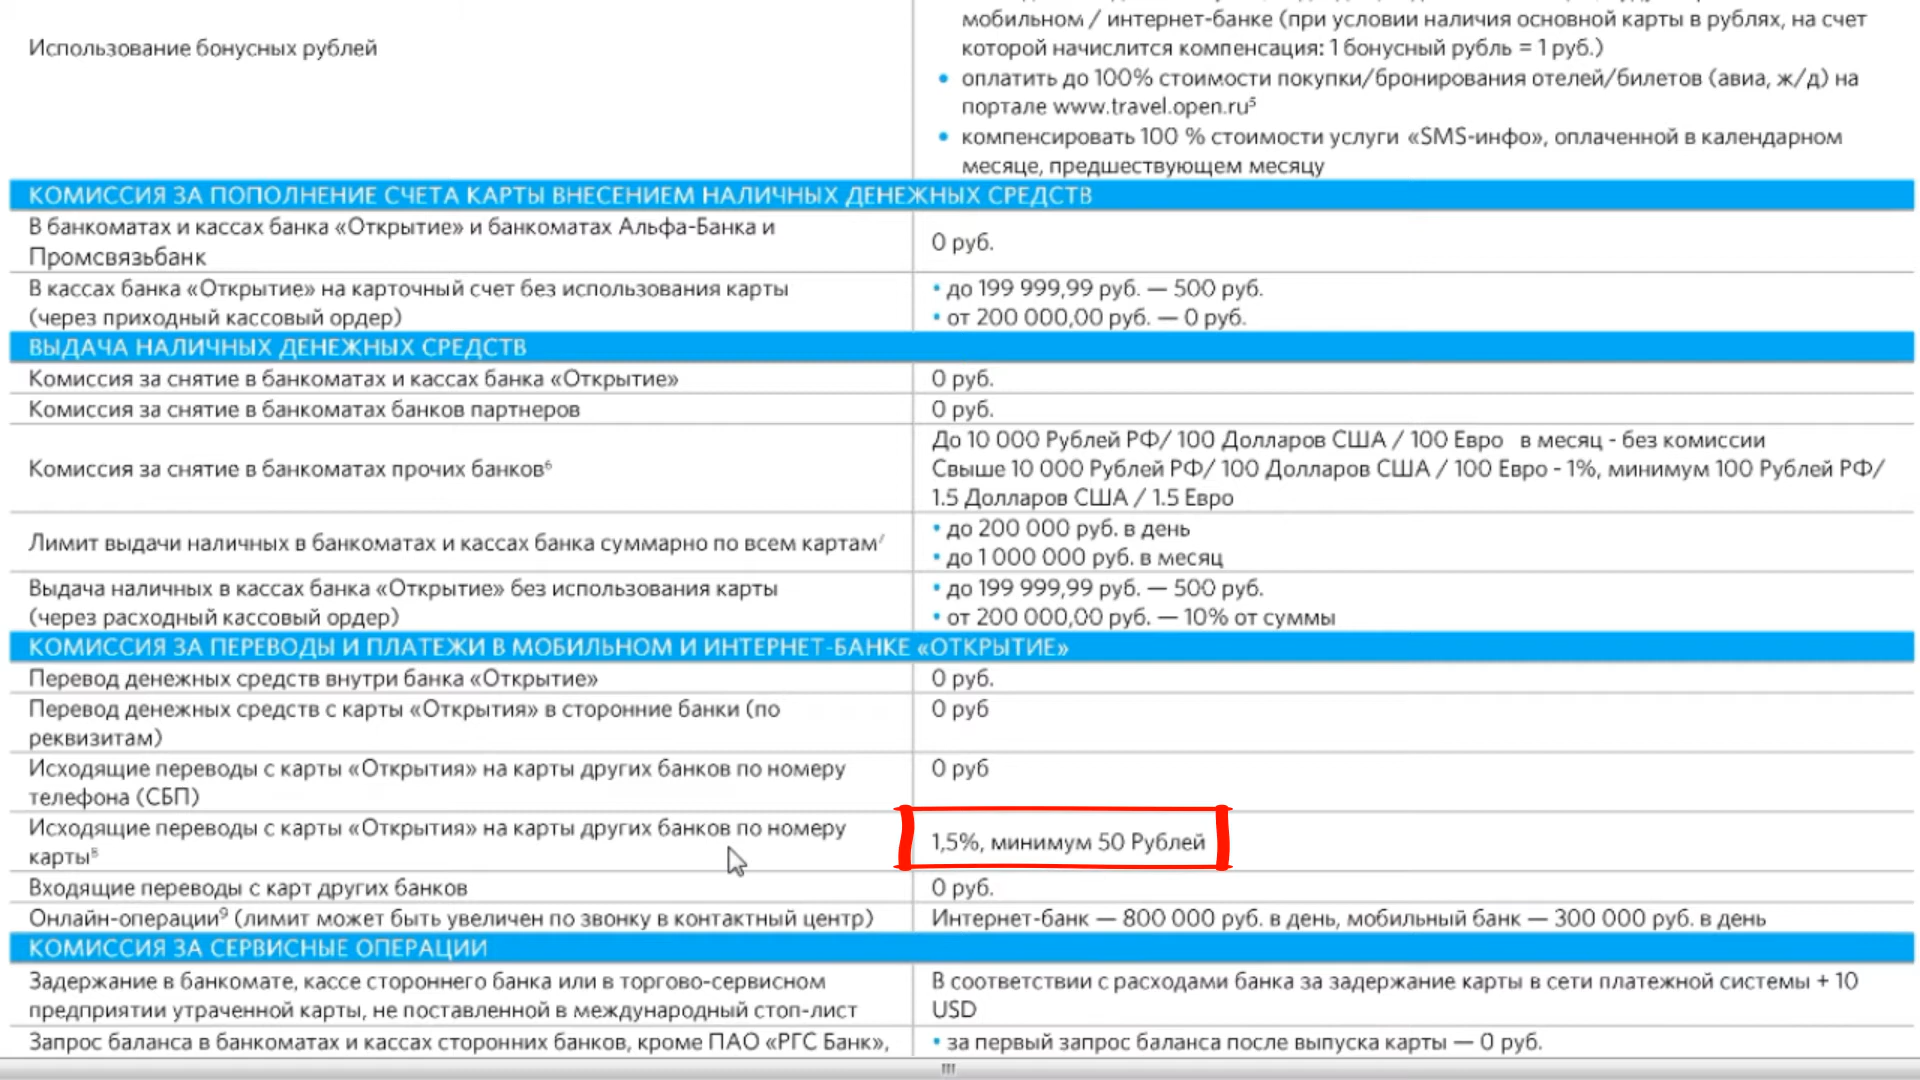 мобильном / интернет-банке (при условии наличия основной карты в рублях, на счет
Использование бонусных рублей
которой начислится компенсация: 1 бонусный рубль = 1 руб.)
• оплатить до 100% стоимости покупки/бронирования отелей/билетов (авиа, ж/д) на
портале www.travel.open.ru⁵
• компенсировать 100 % стоимости услуги «SMS-инфо», оплаченной в календарном
месяце, предшествующем месяцу
КОМИССИЯ ЗА ПОПОЛНЕНИЕ СЧЕТА КАРТЫ ВНЕСЕНИЕМ НАЛИЧНЫХ ДЕНЕЖНЫХ СРЕДСТВ
В банкоматах и кассах банка «Открытие» и банкоматах Альфа-Банка и
Промсвязьбанк
0 руб.
В кассах банка «Открытие» на карточный счет без использования карты
(через приходный кассовый ордер)
• до 199 999,99 руб. — 500 руб.
• от 200 000,00 руб. — 0 руб.
ВЫДАЧА НАЛИЧНЫХ ДЕНЕЖНЫХ СРЕДСТВ
Комиссия за снятие в банкоматах и кассах банка «Открытие»
0 руб.
Комиссия за снятие в банкоматах банков партнеров
0 руб.
Комиссия за снятие в банкоматах прочих банков⁶
До 10 000 Рублей РФ/ 100 Долларов США / 100 Евро в месяц - без комиссии
Свыше 10 000 Рублей РФ/ 100 Долларов США / 100 Евро - 1%, минимум 100 Рублей РФ/
1.5 Долларов США / 1.5 Евро
Лимит выдачи наличных в банкоматах и кассах банка суммарно по всем картам⁷
• до 200 000 руб. в день
• до 1 000 000 руб. в месяц
Выдача наличных в кассах банка «Открытие» без использования карты
(через расходный кассовый ордер)
• до 199 999,99 руб. — 500 руб.
• от 200 000,00 руб. — 10% от суммы
КОМИССИЯ ЗА ПЕРЕВОДЫ И ПЛАТЕЖИ В МОБИЛЬНОМ И ИНТЕРНЕТ-БАНКЕ «ОТКРЫТИЕ»
Перевод денежных средств внутри банка «Открытие»
0 руб.
Перевод денежных средств с карты «Открытия» в сторонние банки (по
реквизитам)
0 руб
Исходящие переводы с карты «Открытия» на карты других банков по номеру
телефона (СБП)
0 руб
Исходящие переводы с карты «Открытия» на карты других банков по номеру
карты⁸
1,5%, минимум 50 Рублей
Входящие переводы с карт других банков
0 руб.
Онлайн-операции⁹ (лимит может быть увеличен по звонку в контактный центр)
Интернет-банк — 800 000 руб. в день, мобильный банк — 300 000 руб. в день
КОМИССИЯ ЗА СЕРВИСНЫЕ ОПЕРАЦИИ
Задержание в банкомате, кассе стороннего банка или в торгово-сервисном
предприятии утраченной карты, не поставленной в международный стоп-лист
В соответствии с расходами банка за задержание карты в сети платежной системы + 10
USD
Запрос баланса в банкоматах и кассах сторонних банков, кроме ПАО «РГС Банк»,
• за первый запрос баланса после выпуска карты — 0 руб.